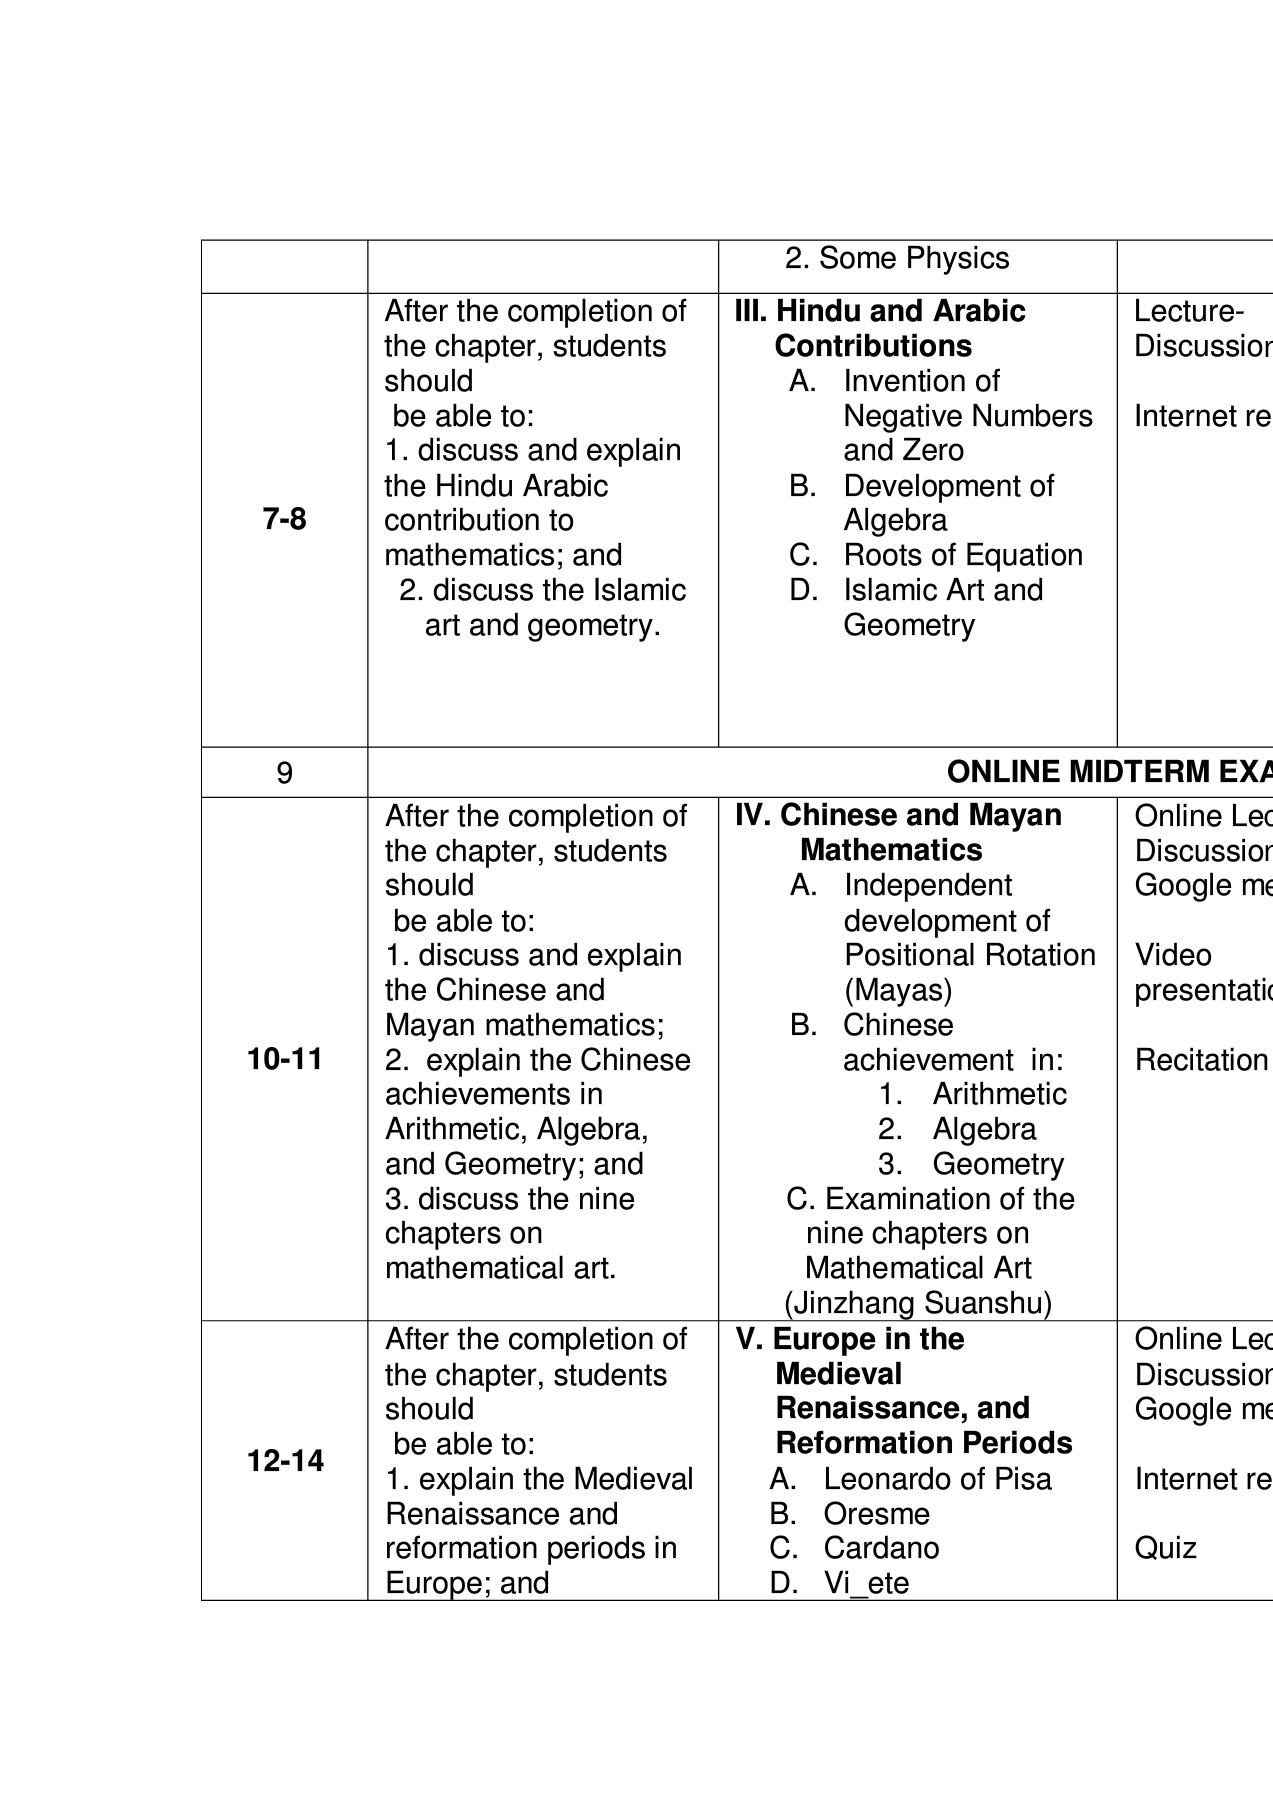 2. Some Physics
7-8
After the completion of
the chapter, students
should
be able to:
1. discuss and explain
the Hindu Arabic
contribution to
mathematics; and
2. discuss the Islamic
art and geometry.
III. Hindu and Arabic
Contributions
A. Invention of
Negative Numbers
and Zero
B. Development of
Algebra
C. Roots of Equation
D. Islamic Art and
Geometry
Lecture-
Discussion
Internet re
9
ONLINE MIDTERM EXA
10-11
After the completion of
the chapter, students
should
be able to:
1. discuss and explain
the Chinese and
Mayan mathematics;
2. explain the Chinese
achievements in
Arithmetic, Algebra,
and Geometry; and
3. discuss the nine
chapters on
mathematical art.
IV. Chinese and Mayan
Mathematics
A. Independent
development of
Positional Rotation
(Mayas)
B. Chinese
achievement in:
1. Arithmetic
2. Algebra
3. Geometry
C. Examination of the
nine chapters on
Mathematical Art
(Jinzhang Suanshu)
Online Lec
Discussion
Google me
Video
presentatio
Recitation
12-14
After the completion of
the chapter, students
should
be able to:
1. explain the Medieval
Renaissance and
reformation periods in
Europe; and
V. Europe in the
Medieval
Renaissance, and
Reformation Periods
A. Leonardo of Pisa
B. Oresme
C. Cardano
D. Vi_ete
Online Lec
Discussion
Google me
Internet re
Quiz